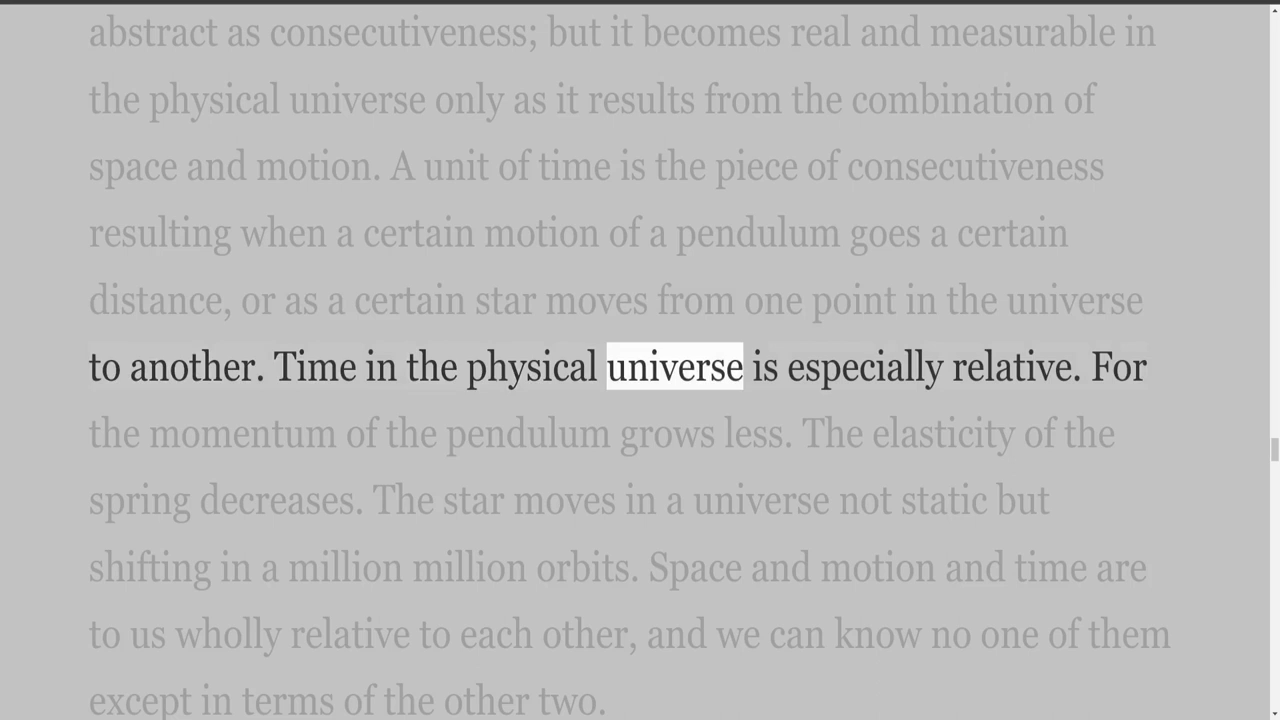 abstract as consecutiveness; but it becomes real and measurable in
the physical universe only as it results from the combination of
space and motion. A unit of time is the piece of consecutiveness
resulting when a certain motion of a pendulum goes a certain
distance, or as a certain star moves from one point in the universe
to another. Time in the physical universe is especially relative. For
the momentum of the pendulum grows less. The elasticity of the
spring decreases. The star moves in a universe not static but
shifting in a million million orbits. Space and motion and time are
to us wholly relative to each other, and we can know no one of them
except in terms of the other two.